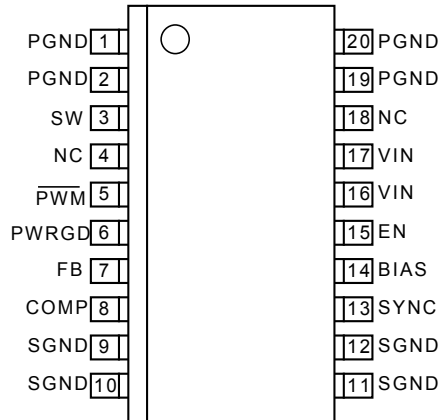 PGND 1 20 PGND
PGND 2 19 PGND
SW 3 18 NC
NC 4 17 VIN
PWM 5 16 VIN
PWRGD 6 15 EN
FB 7 14 BIAS
COMP 8 13 SYNC
SGND 9 12 SGND
SGND 10 11 SGND